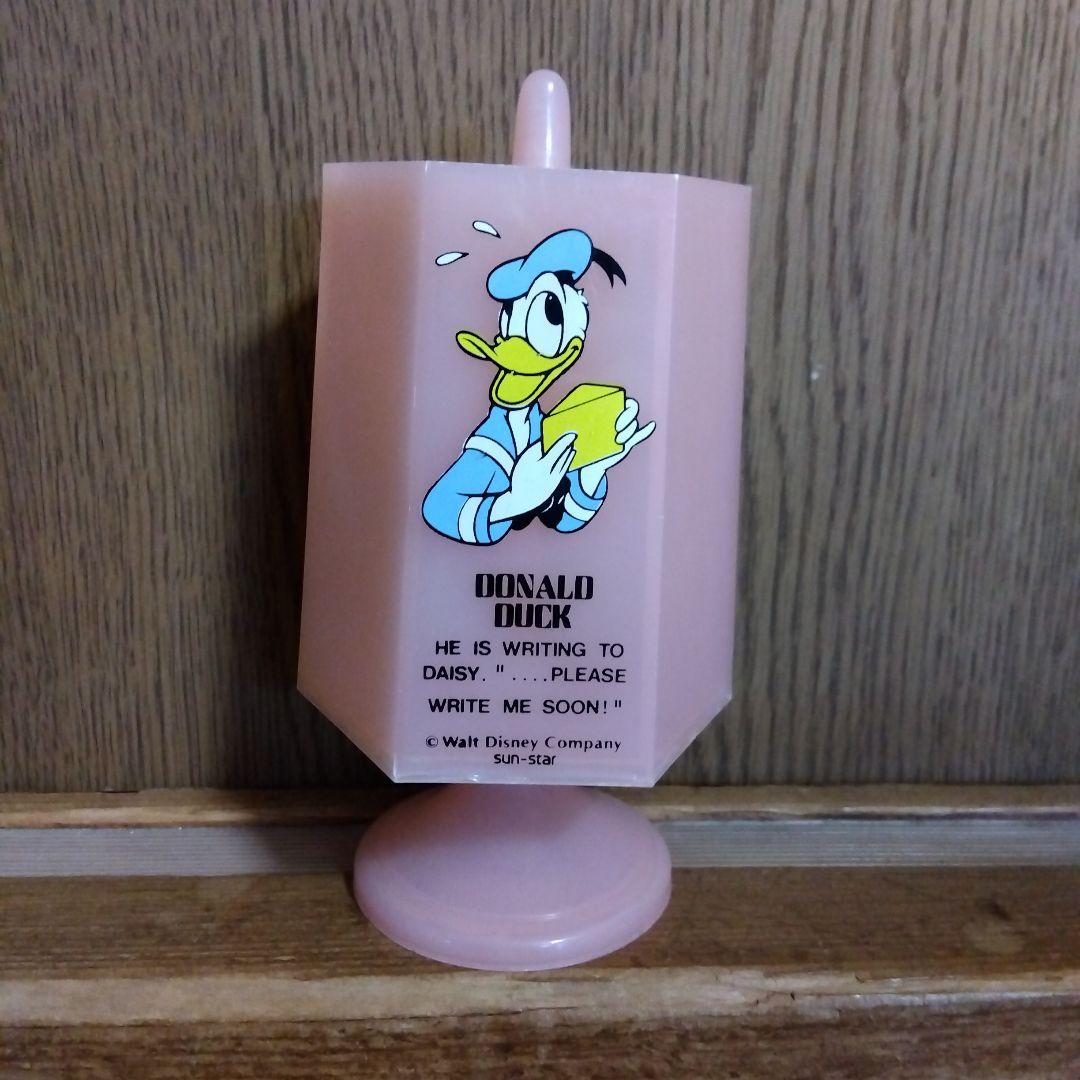 DONALD
DUCK
HE IS WRITING TO
DAISY. "....PLEASE
WRITE ME SOON!"
© Walt Disney Company
sun-star